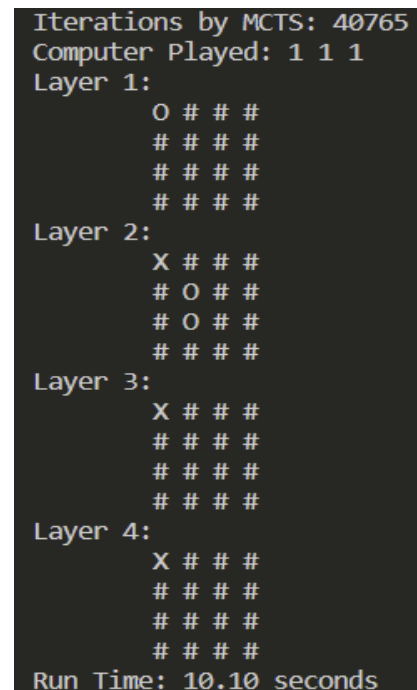 Iterations by MCTS: 40765
Computer Played: 1 1 1
Layer 1:
O # # #
# # # #
# # # #
# # # #
Layer 2:
X # # #
# O # #
# O # #
# # # #
Layer 3:
X # # #
# # # #
# # # #
# # # #
Layer 4:
X # # #
# # # #
# # # #
# # # #
Run Time: 10.10 seconds